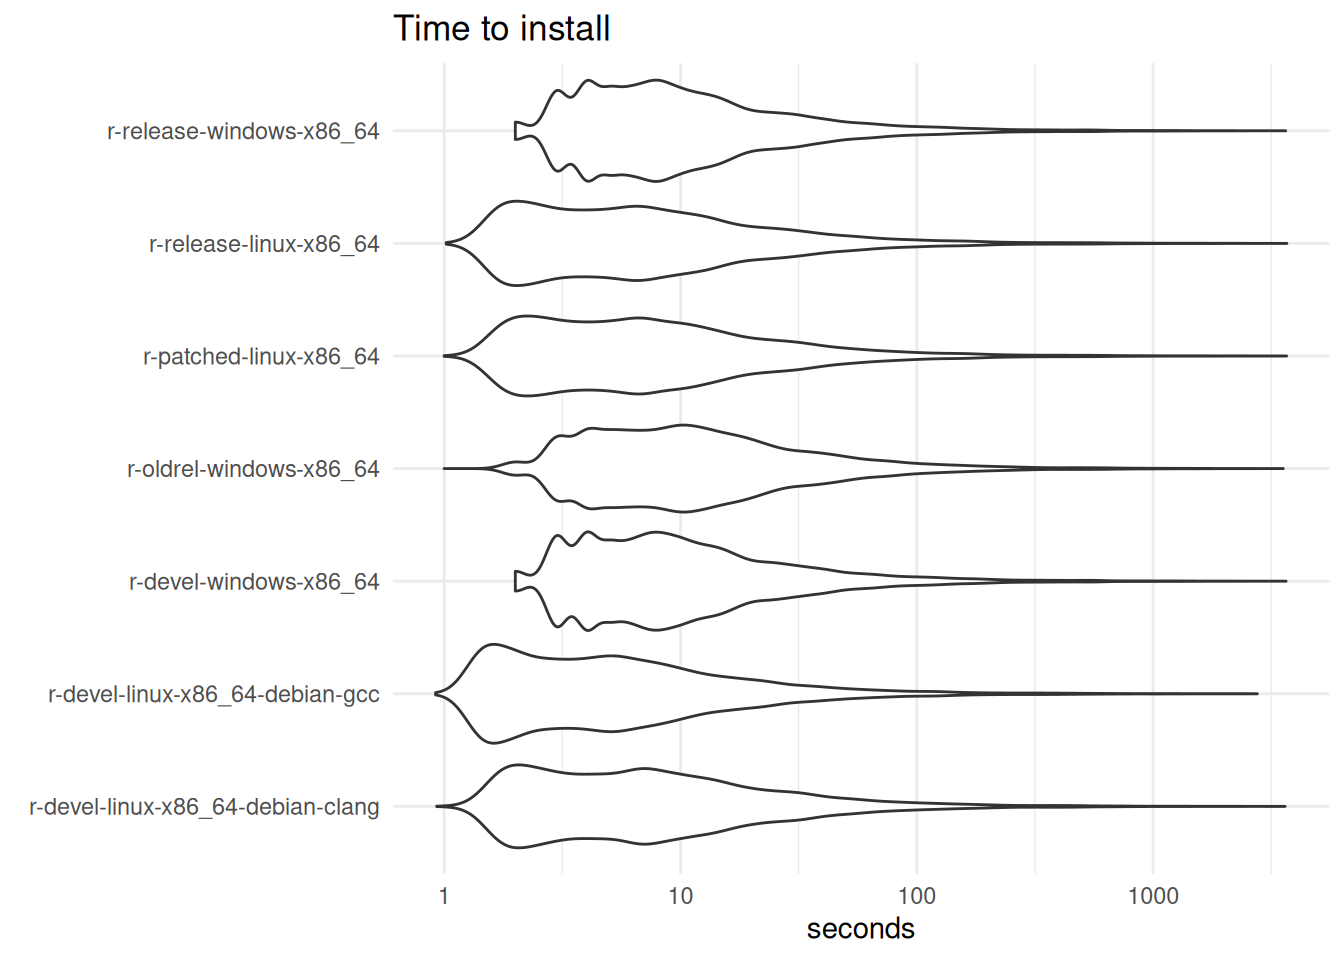 Time to install
r-release-windows-x86_64
r-release-linux-x86_64
r-patched-linux-x86_64
r-oldrel-windows-x86_64
r-devel-windows-x86_64
r-devel-linux-x86_64-debian-gcc
r-devel-linux-x86_64-debian-clang
1 10 100 1000
seconds